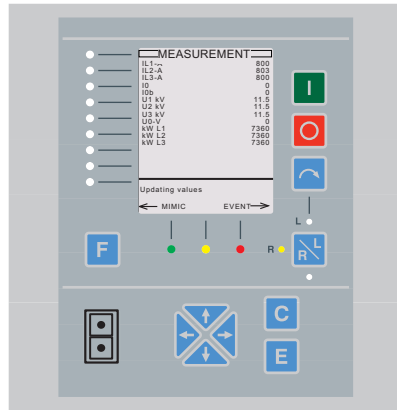 MEASUREMENT
IL1-A 800
IL2-A 803
IL3-A 800
I0 0
I0b 0
U1 kV 11.5
U2 kV 11.5
U3 kV 11.5
U0-V 0
kW L1 7360
kW L2 7360
kW L3 7360
Updating values
MIMIC EVENT
I
O
L
F
R
R L
C
E